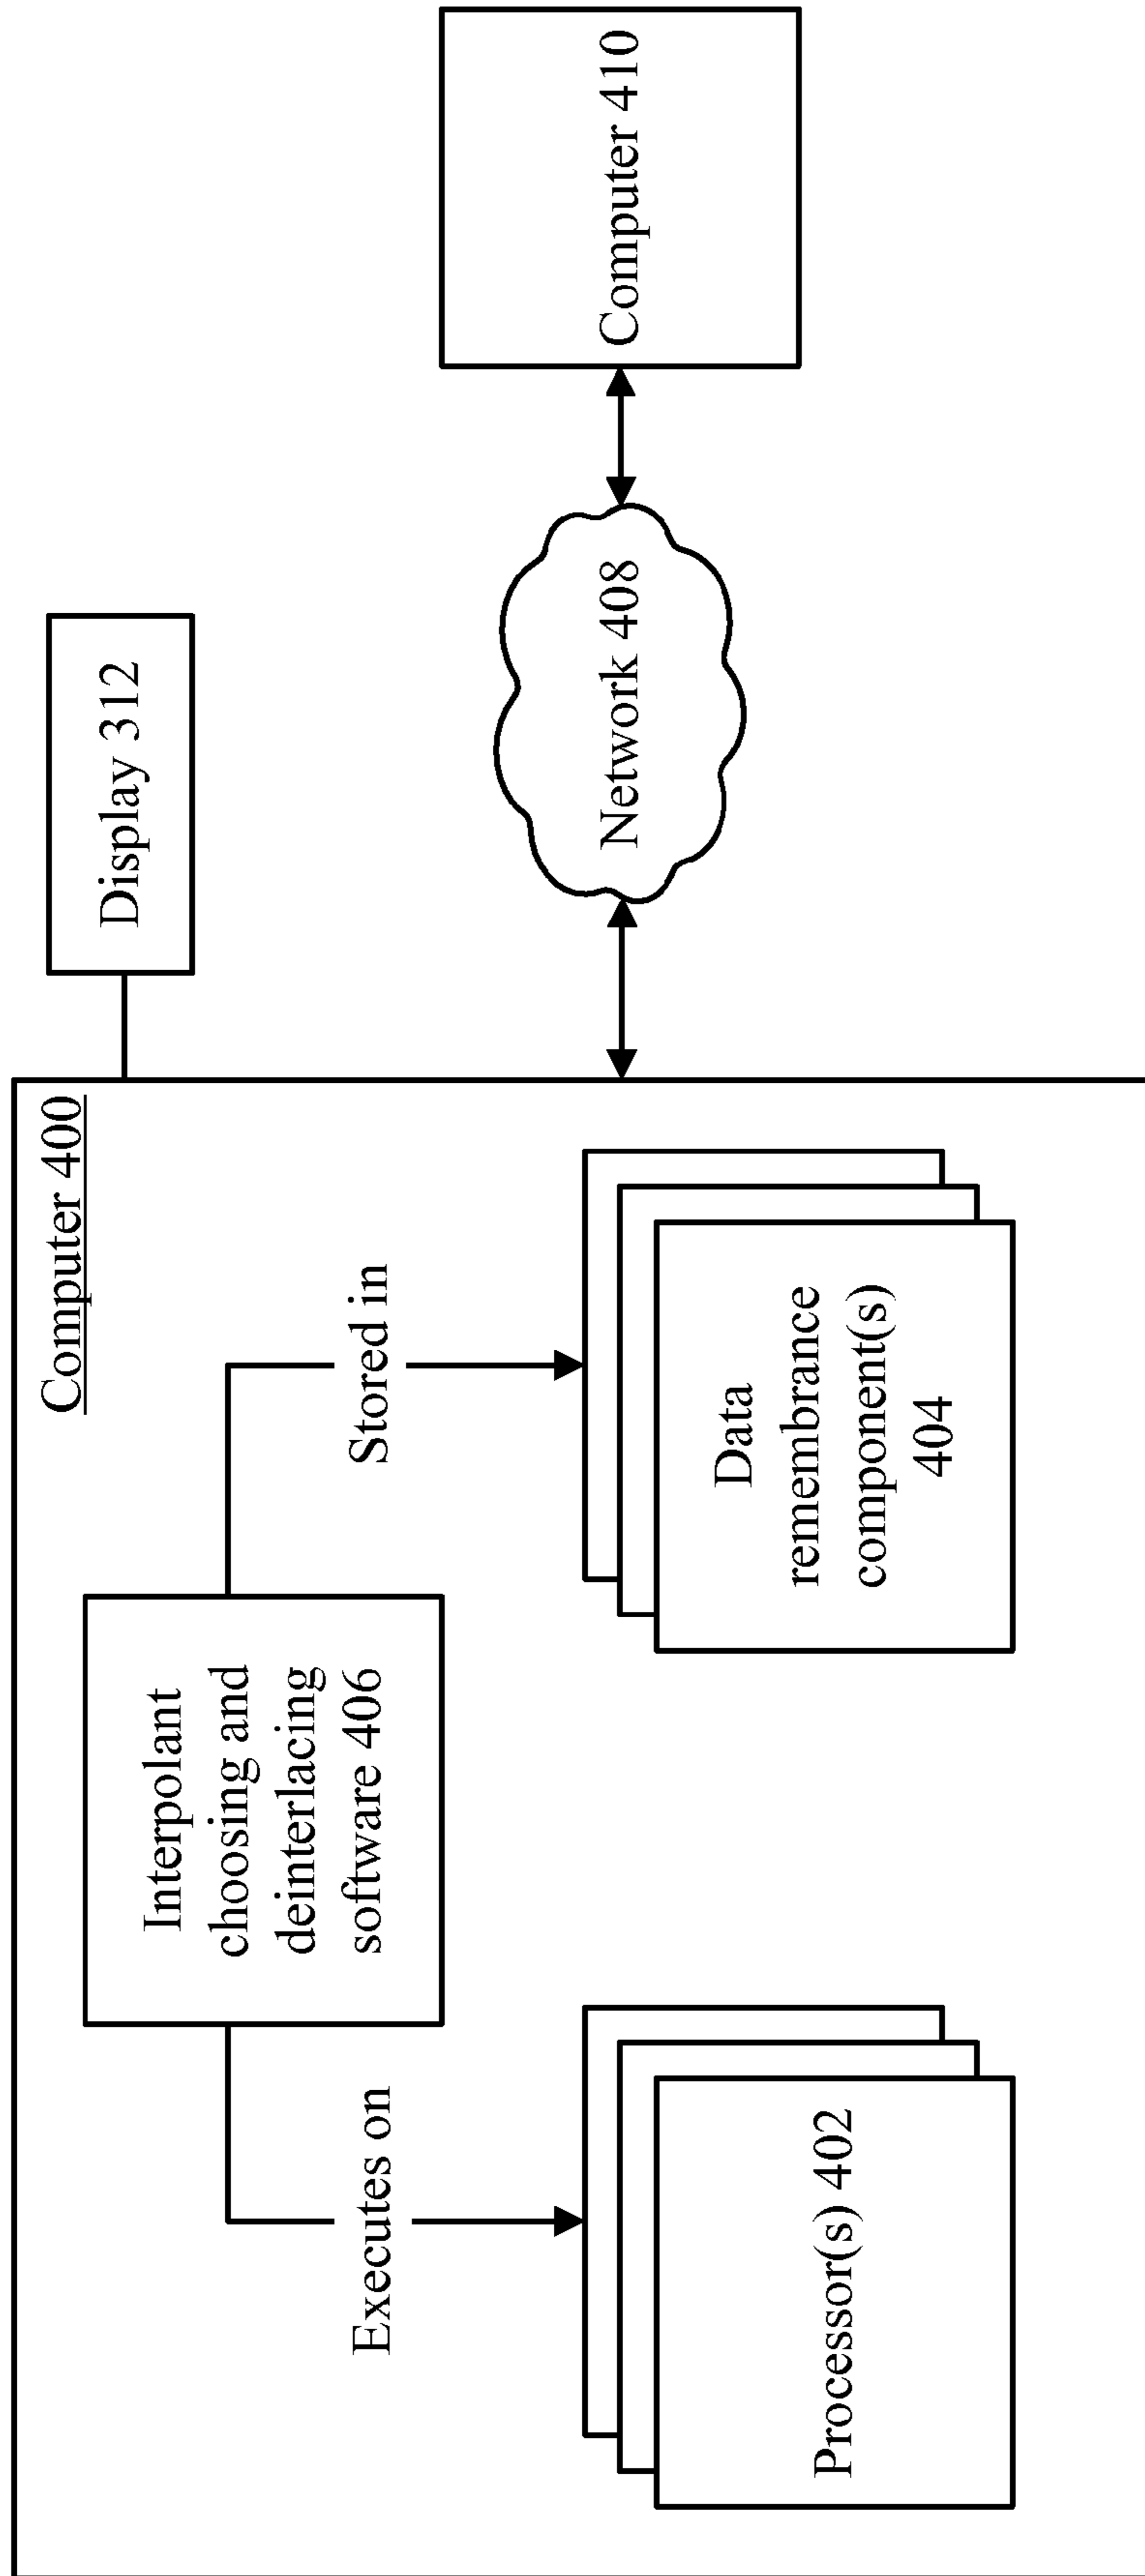 Computer 400
Interpolant
choosing and
deinterlacing
software 406
Executes on
Stored in
Processor(s) 402
Data
remembrance
component(s)
404
Display 312
Network 408
Computer 410